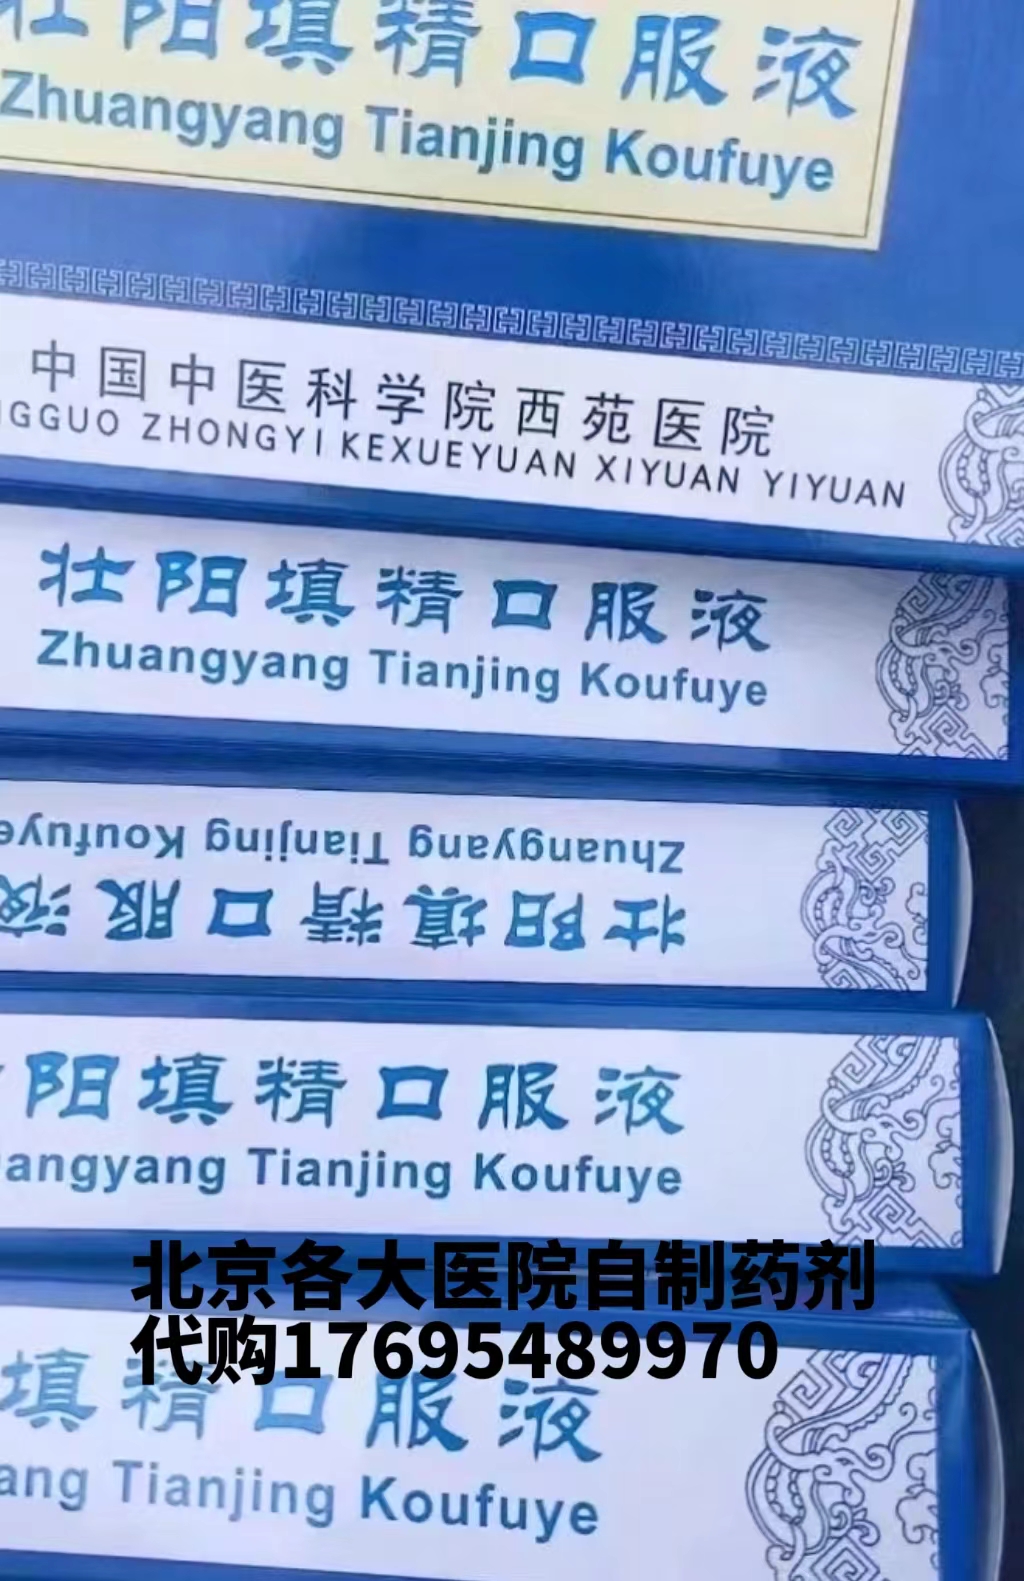 壮阳填精口服液
Zhuangyang Tianjing Koufuye
中国中医科学院西苑医院
GGUO ZHONGYI KEXUEYUAN XIYUAN YIYUAN
壮阳填精口服液
Zhuangyang Tianjing Koufuye
壮阳填精口服液
Zhuangyang Tianjing Koufuye
阳填精口服液
angyang Tianjing Koufuye
北京各大医院自制药剂
代购17695489970
填精口服液
ang Tianjing Koufuye